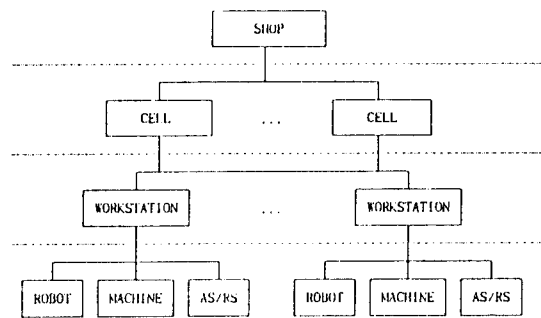 SHOP
CELL ... CELL
WORKSTATION ... WORKSTATION
ROBOT MACHINE AS/RS ROBOT MACHINE AS/RS